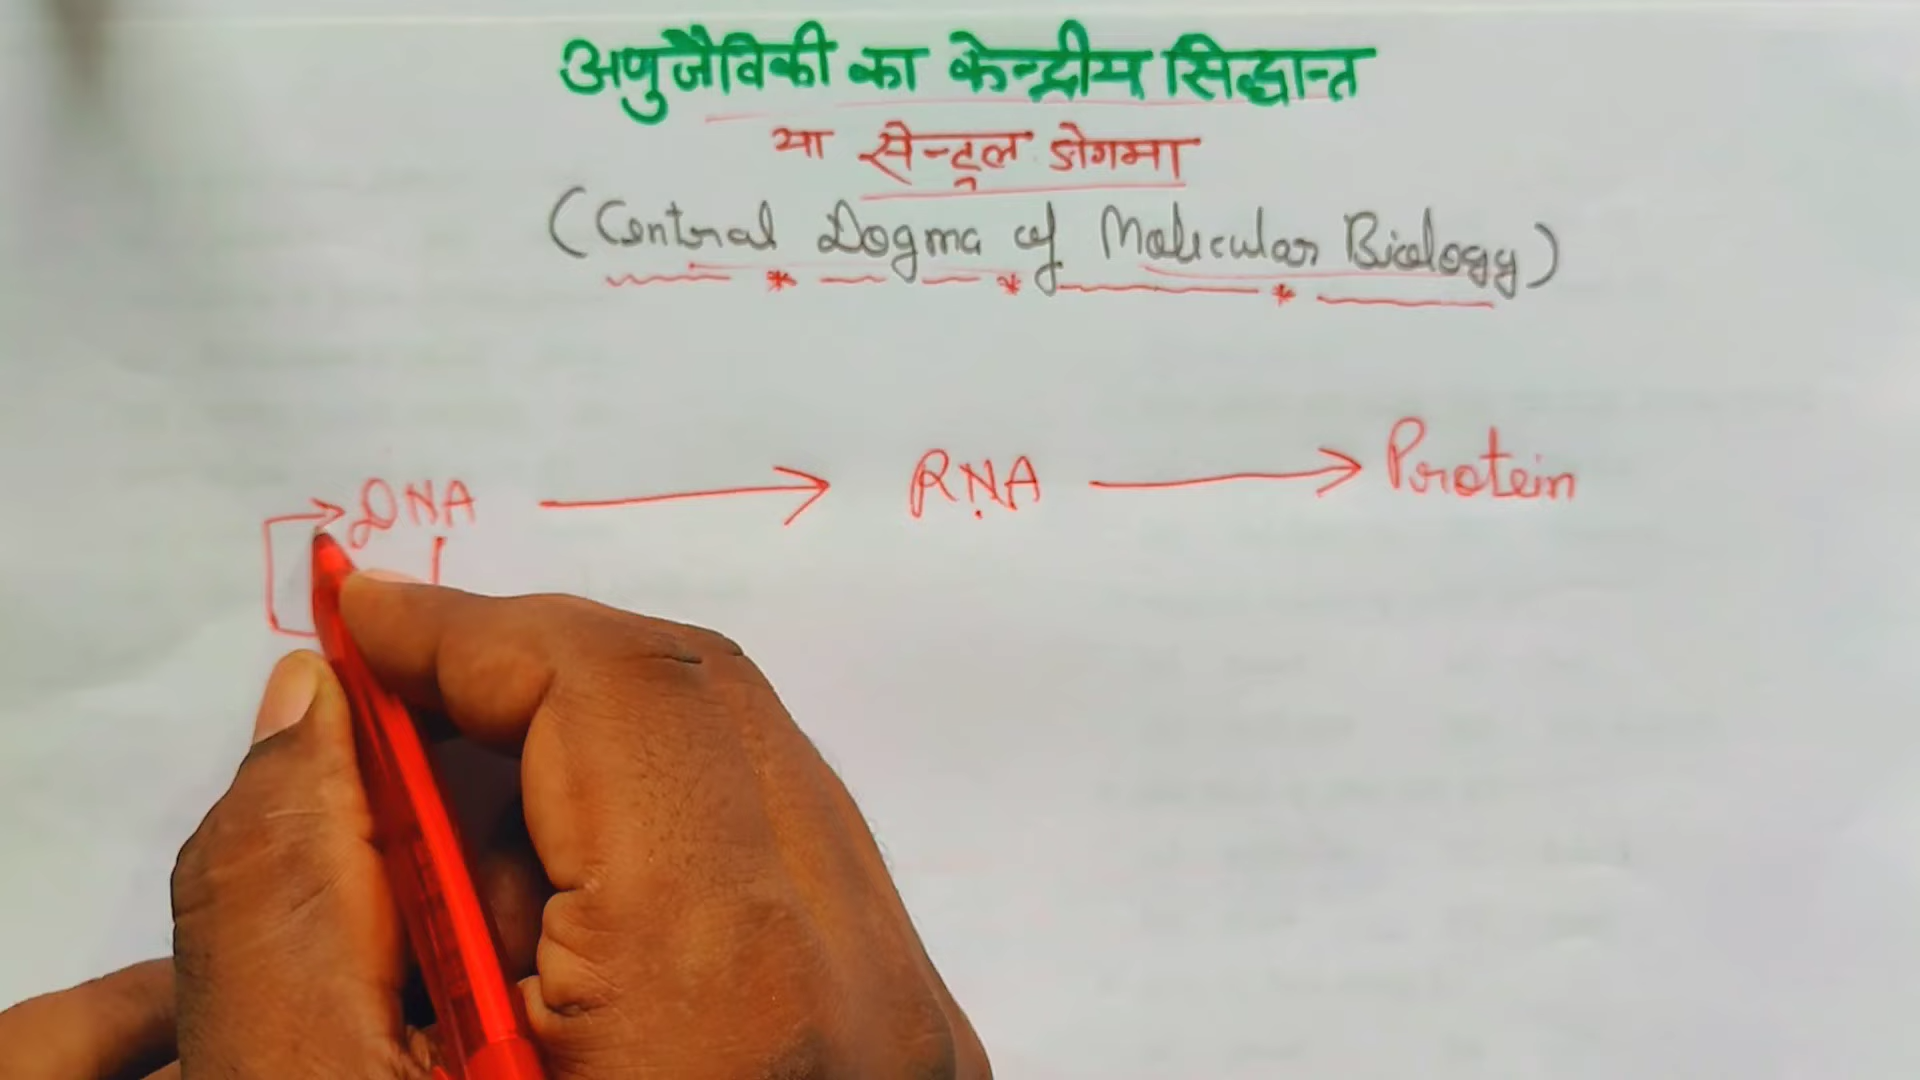 अणुजैविकी का केन्द्रीय सिद्धान्त
या सेन्ट्रल डोगमा
(Central Dogma of Molecular Biology)
DNA → RNA → Protein